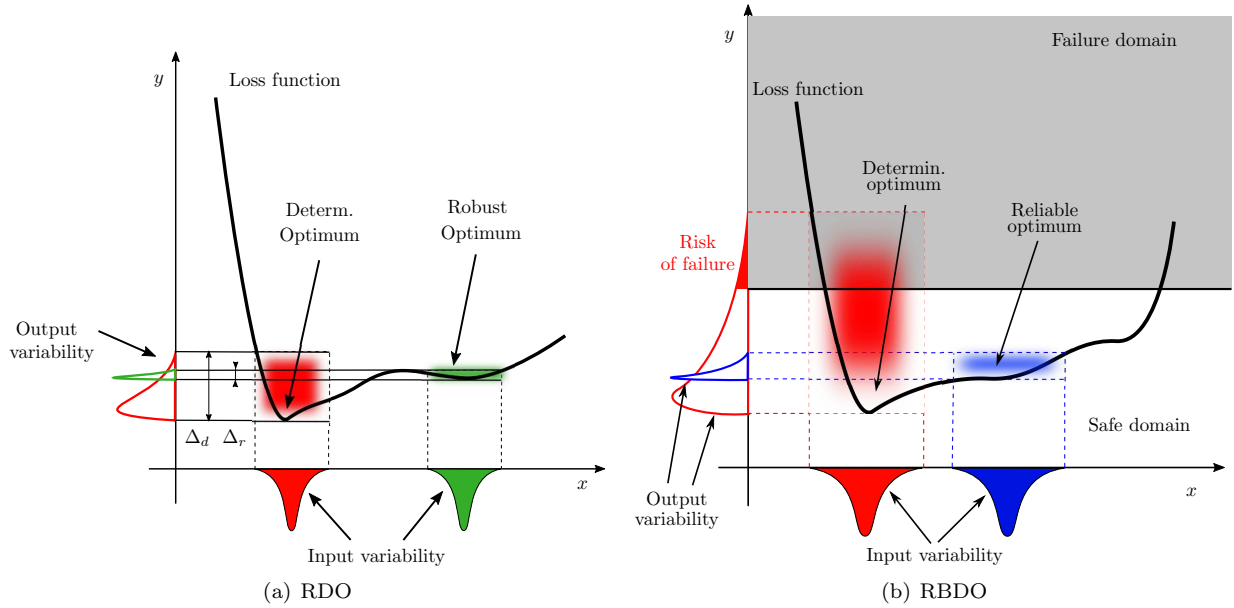 y
Loss function
Determ.
Optimum
Robust
Optimum
Output
variability
Δd
Δr
x
Input variability
(a) RDO
y
Failure domain
Loss function
Determin.
optimum
Reliable
optimum
Risk
of failure
Safe domain
x
Output
variability
Input variability
(b) RBDO